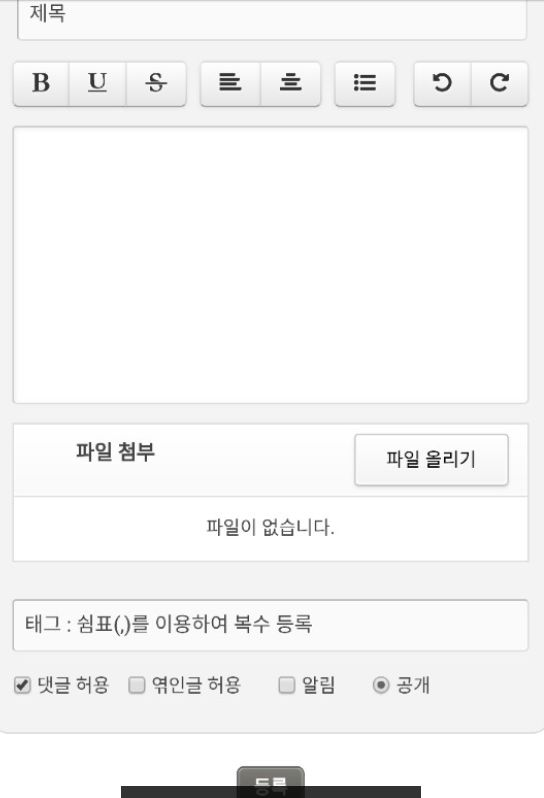 제목
B U S
파일 첨부
파일 올리기
파일이 없습니다.
태그 : 쉼표(,)를 이용하여 복수 등록
댓글 허용 엮인글 허용 알림 공개
등록